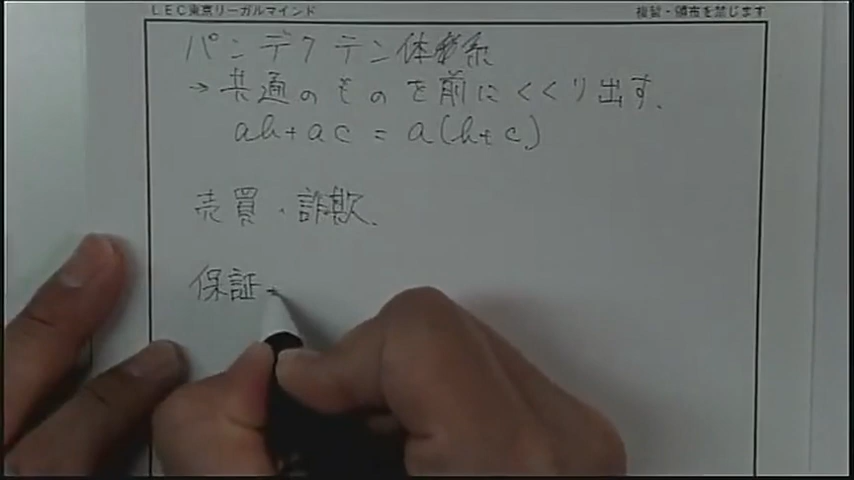 LEC東京リーガルマインド 複製・頒布を禁じます
パンデクテン体系
→共通のものを前にくくり出す.
ab+ac = a(b+c)
売買・詐欺.
保証